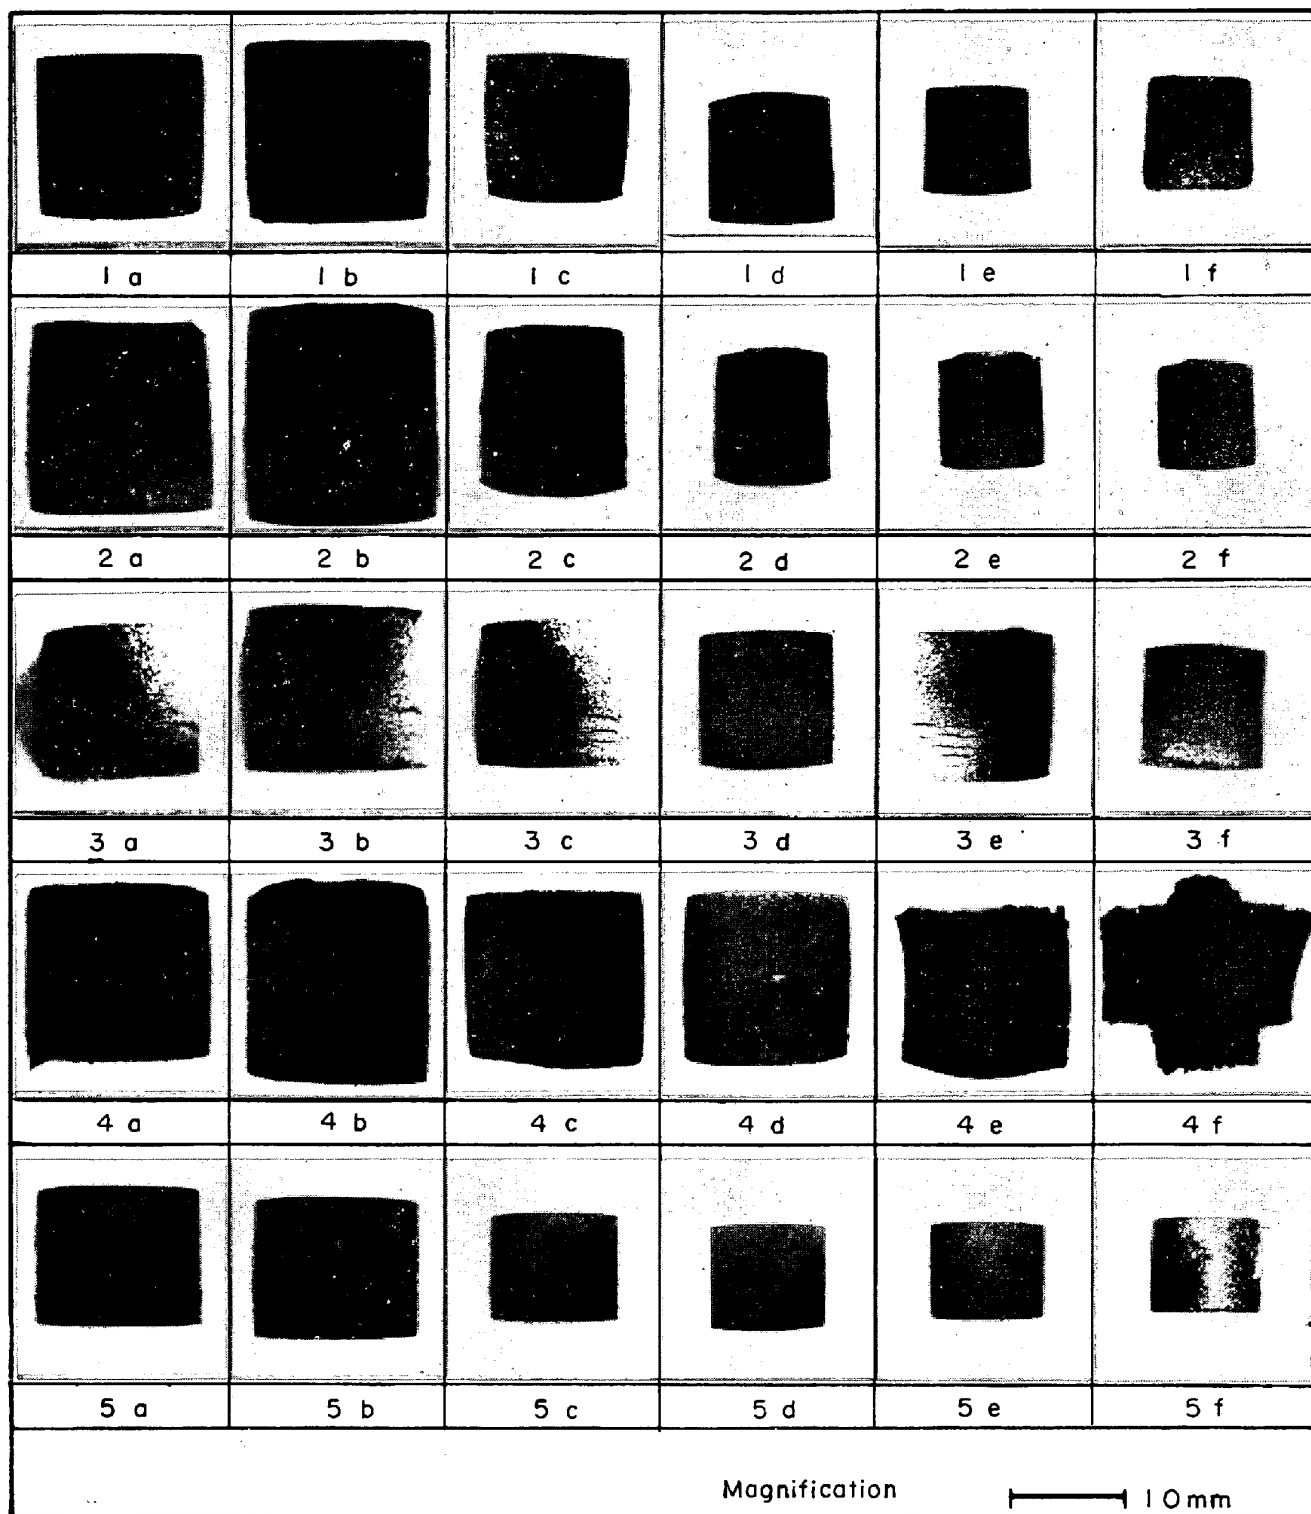 1 a 1 b 1 c 1 d 1 e 1 f
2 a 2 b 2 c 2 d 2 e 2 f
3 a 3 b 3 c 3 d 3 e 3 f
4 a 4 b 4 c 4 d 4 e 4 f
5 a 5 b 5 c 5 d 5 e 5 f
Magnification 10mm